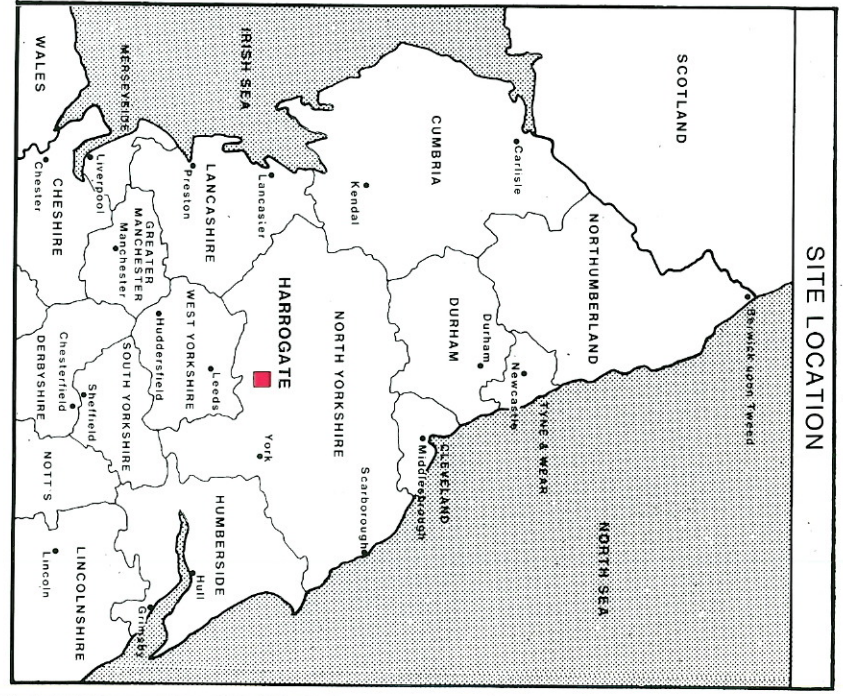 SITE LOCATION
SCOTLAND
Berwick upon Tweed
NORTHUMBERLAND
NORTH SEA
Carlisle
Newcastle
TYNE & WEAR
CUMBRIA
Durham
DURHAM
CLEVELAND
Middlesbrough
Kendal
NORTH YORKSHIRE
Scarborough
IRISH SEA
Lancasier
HARROGATE
York
LANCASHIRE
Preston
WEST YORKSHIRE
Leeds
HUMBERSIDE
Hull
MERSEYSIDE
GREATER
MANCHESTER
Manchester
Huddersfield
SOUTH YORKSHIRE
Grimsby
Liverpool
Sheffield
Chesterfield
LINCOLNSHIRE
WALES
CHESHIRE
Chester
DERBYSHIRE
NOTT'S
Lincoln